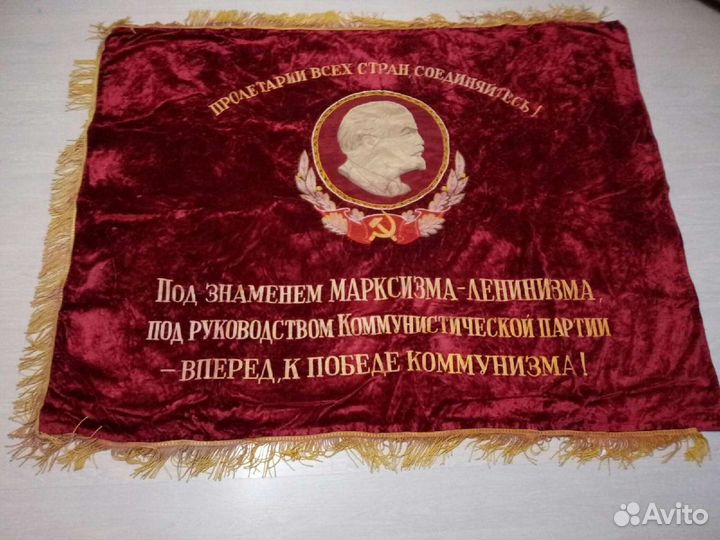 ПРОЛЕТАРИИ ВСЕХ СТРАН, СОЕДИНЯЙТЕСЬ!
ПОД ЗНАМЕНЕМ МАРКСИЗМА-ЛЕНИНИЗМА,
ПОД РУКОВОДСТВОМ КОММУНИСТИЧЕСКОЙ ПАРТИИ
– ВПЕРЕД, К ПОБЕДЕ КОММУНИЗМА!
Avito